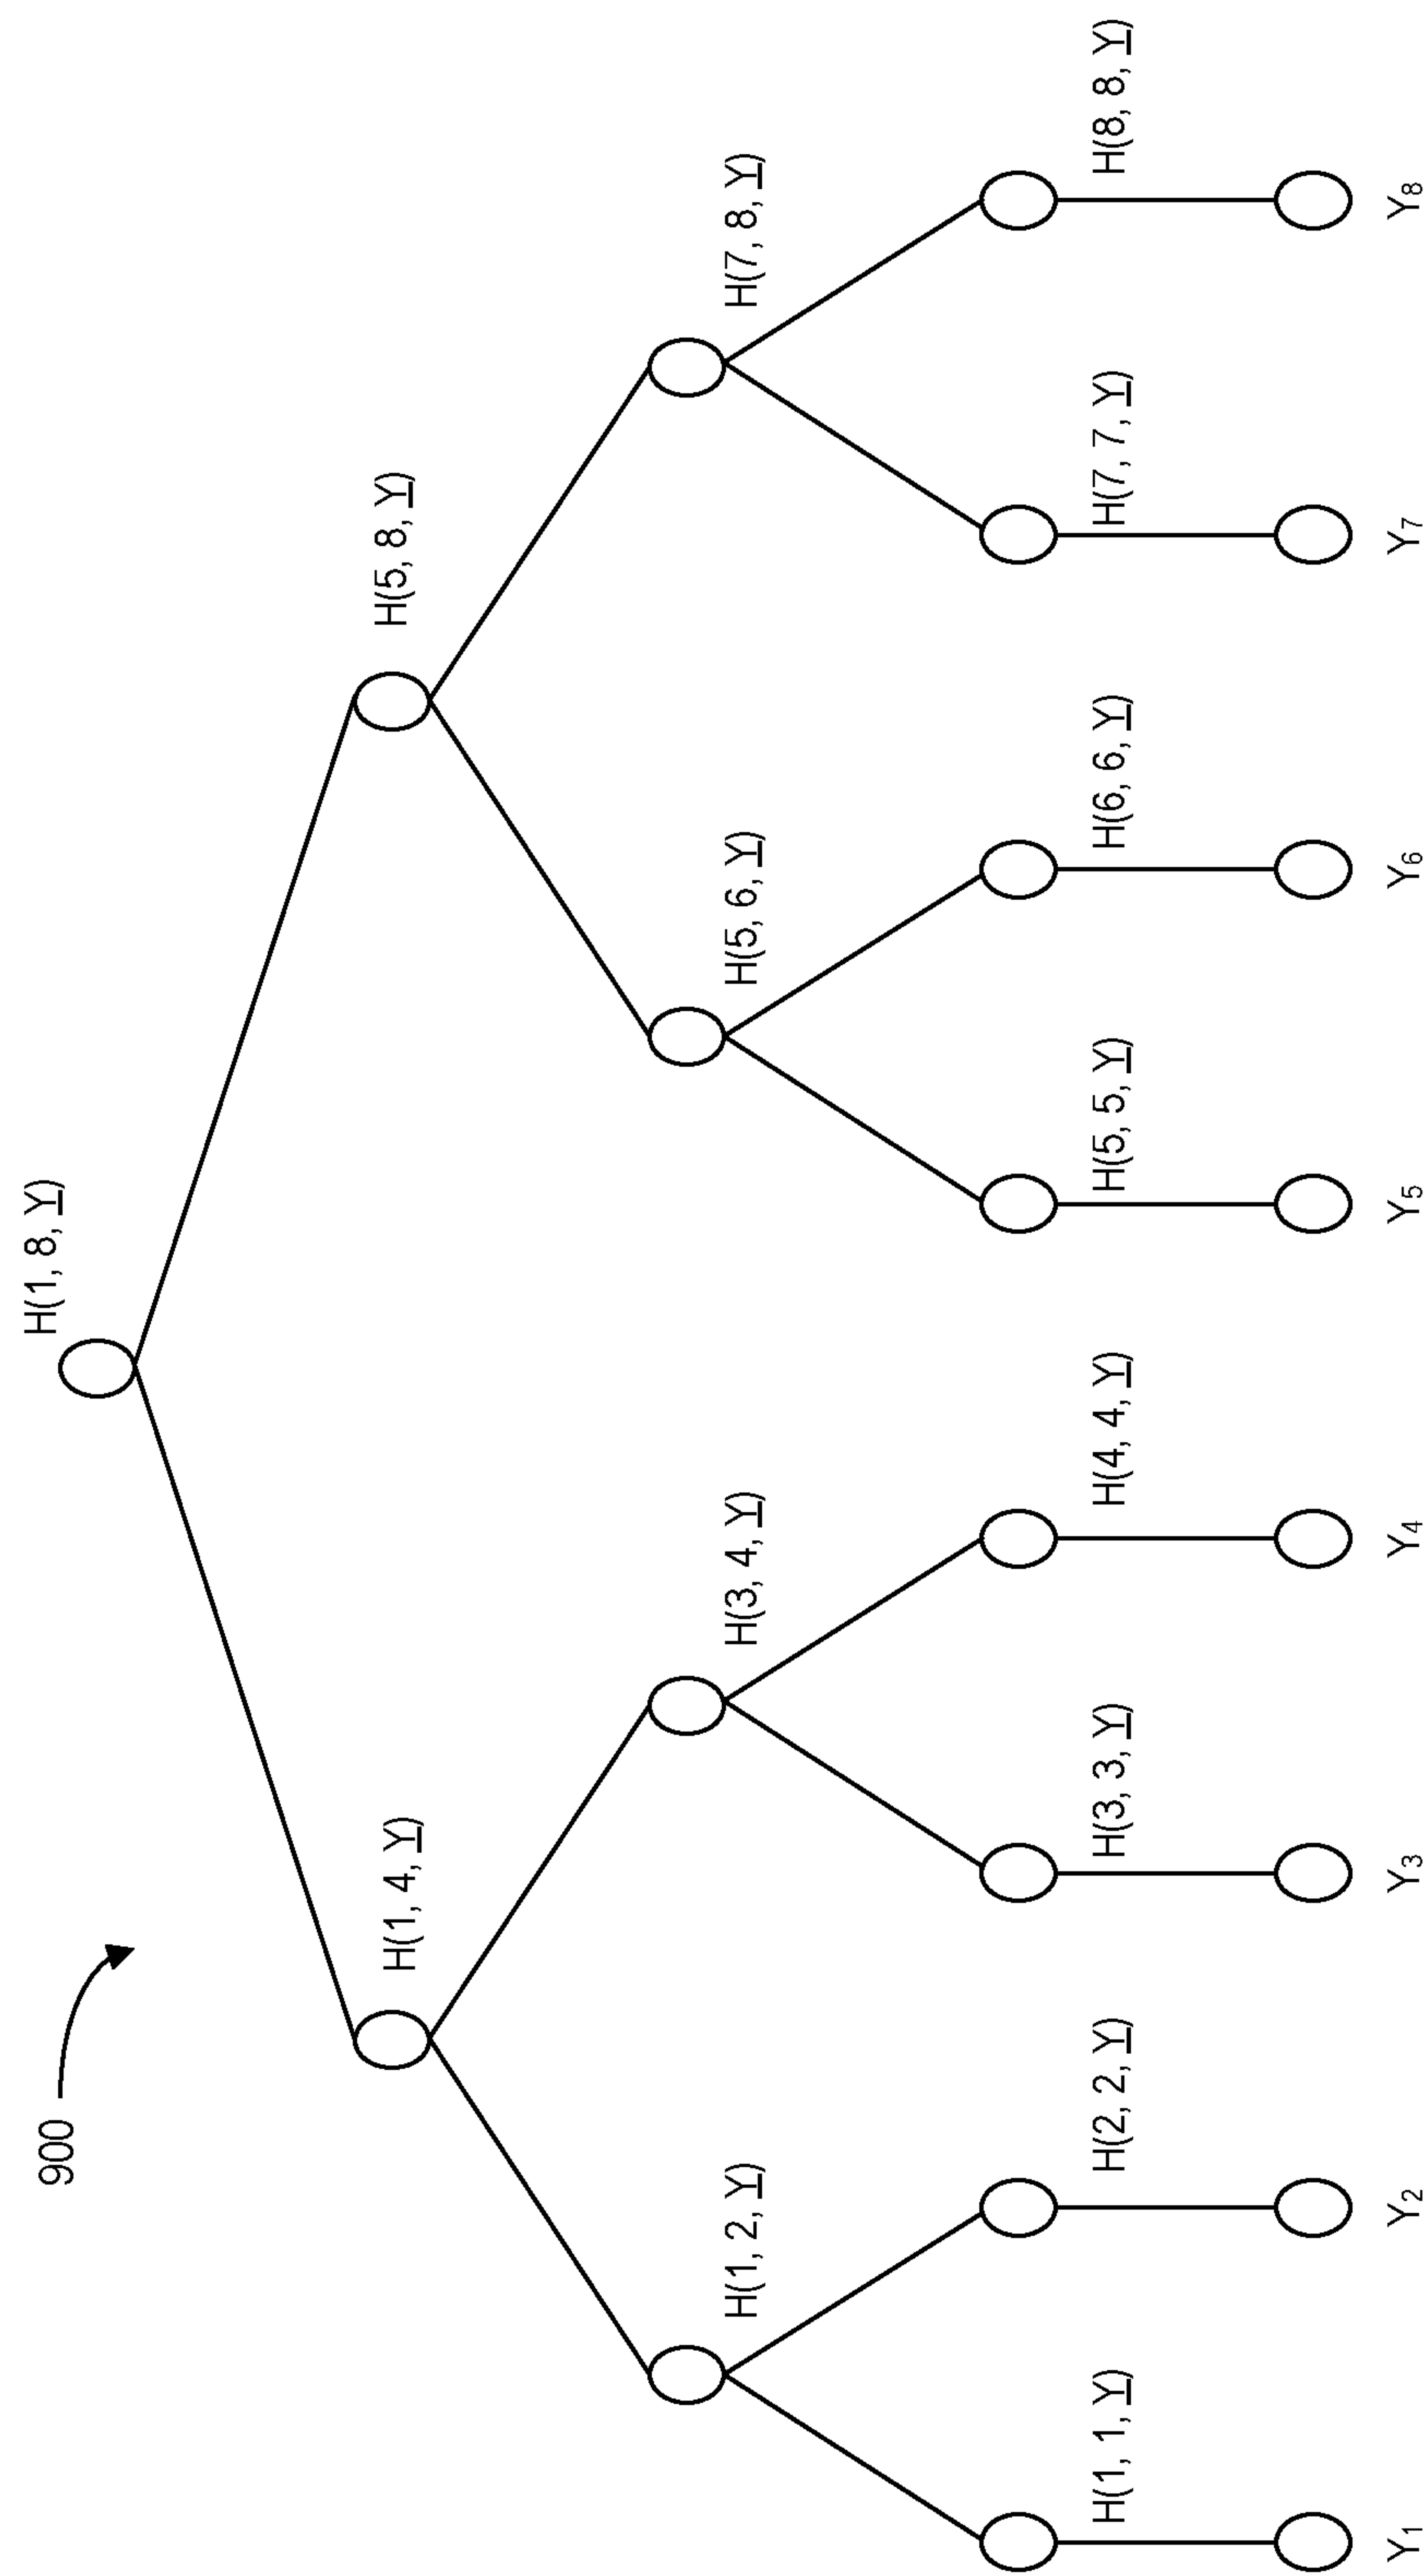 900
H(1, 8, Y)
H(1, 4, Y)
H(5, 8, Y)
H(1, 2, Y)
H(3, 4, Y)
H(5, 6, Y)
H(7, 8, Y)
H(1, 1, Y)
H(2, 2, Y)
H(3, 3, Y)
H(4, 4, Y)
H(5, 5, Y)
H(6, 6, Y)
H(7, 7, Y)
H(8, 8, Y)
Y1
Y2
Y3
Y4
Y5
Y6
Y7
Y8